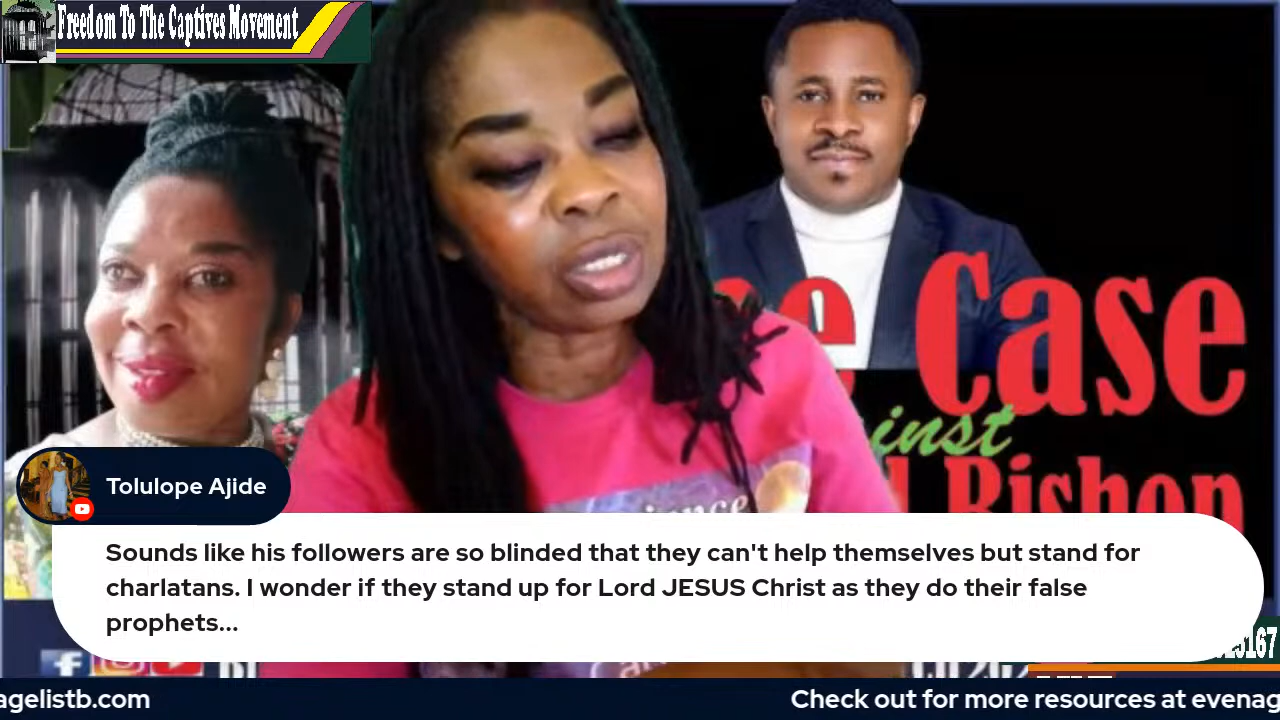 Freedom To The Captives Movement
Case
inst
Bishop
Tolulope Ajide
Sounds like his followers are so blinded that they can't help themselves but stand for
charlatans. I wonder if they stand up for Lord JESUS Christ as they do their false
prophets...
agelistb.com
Check out for more resources at evenag